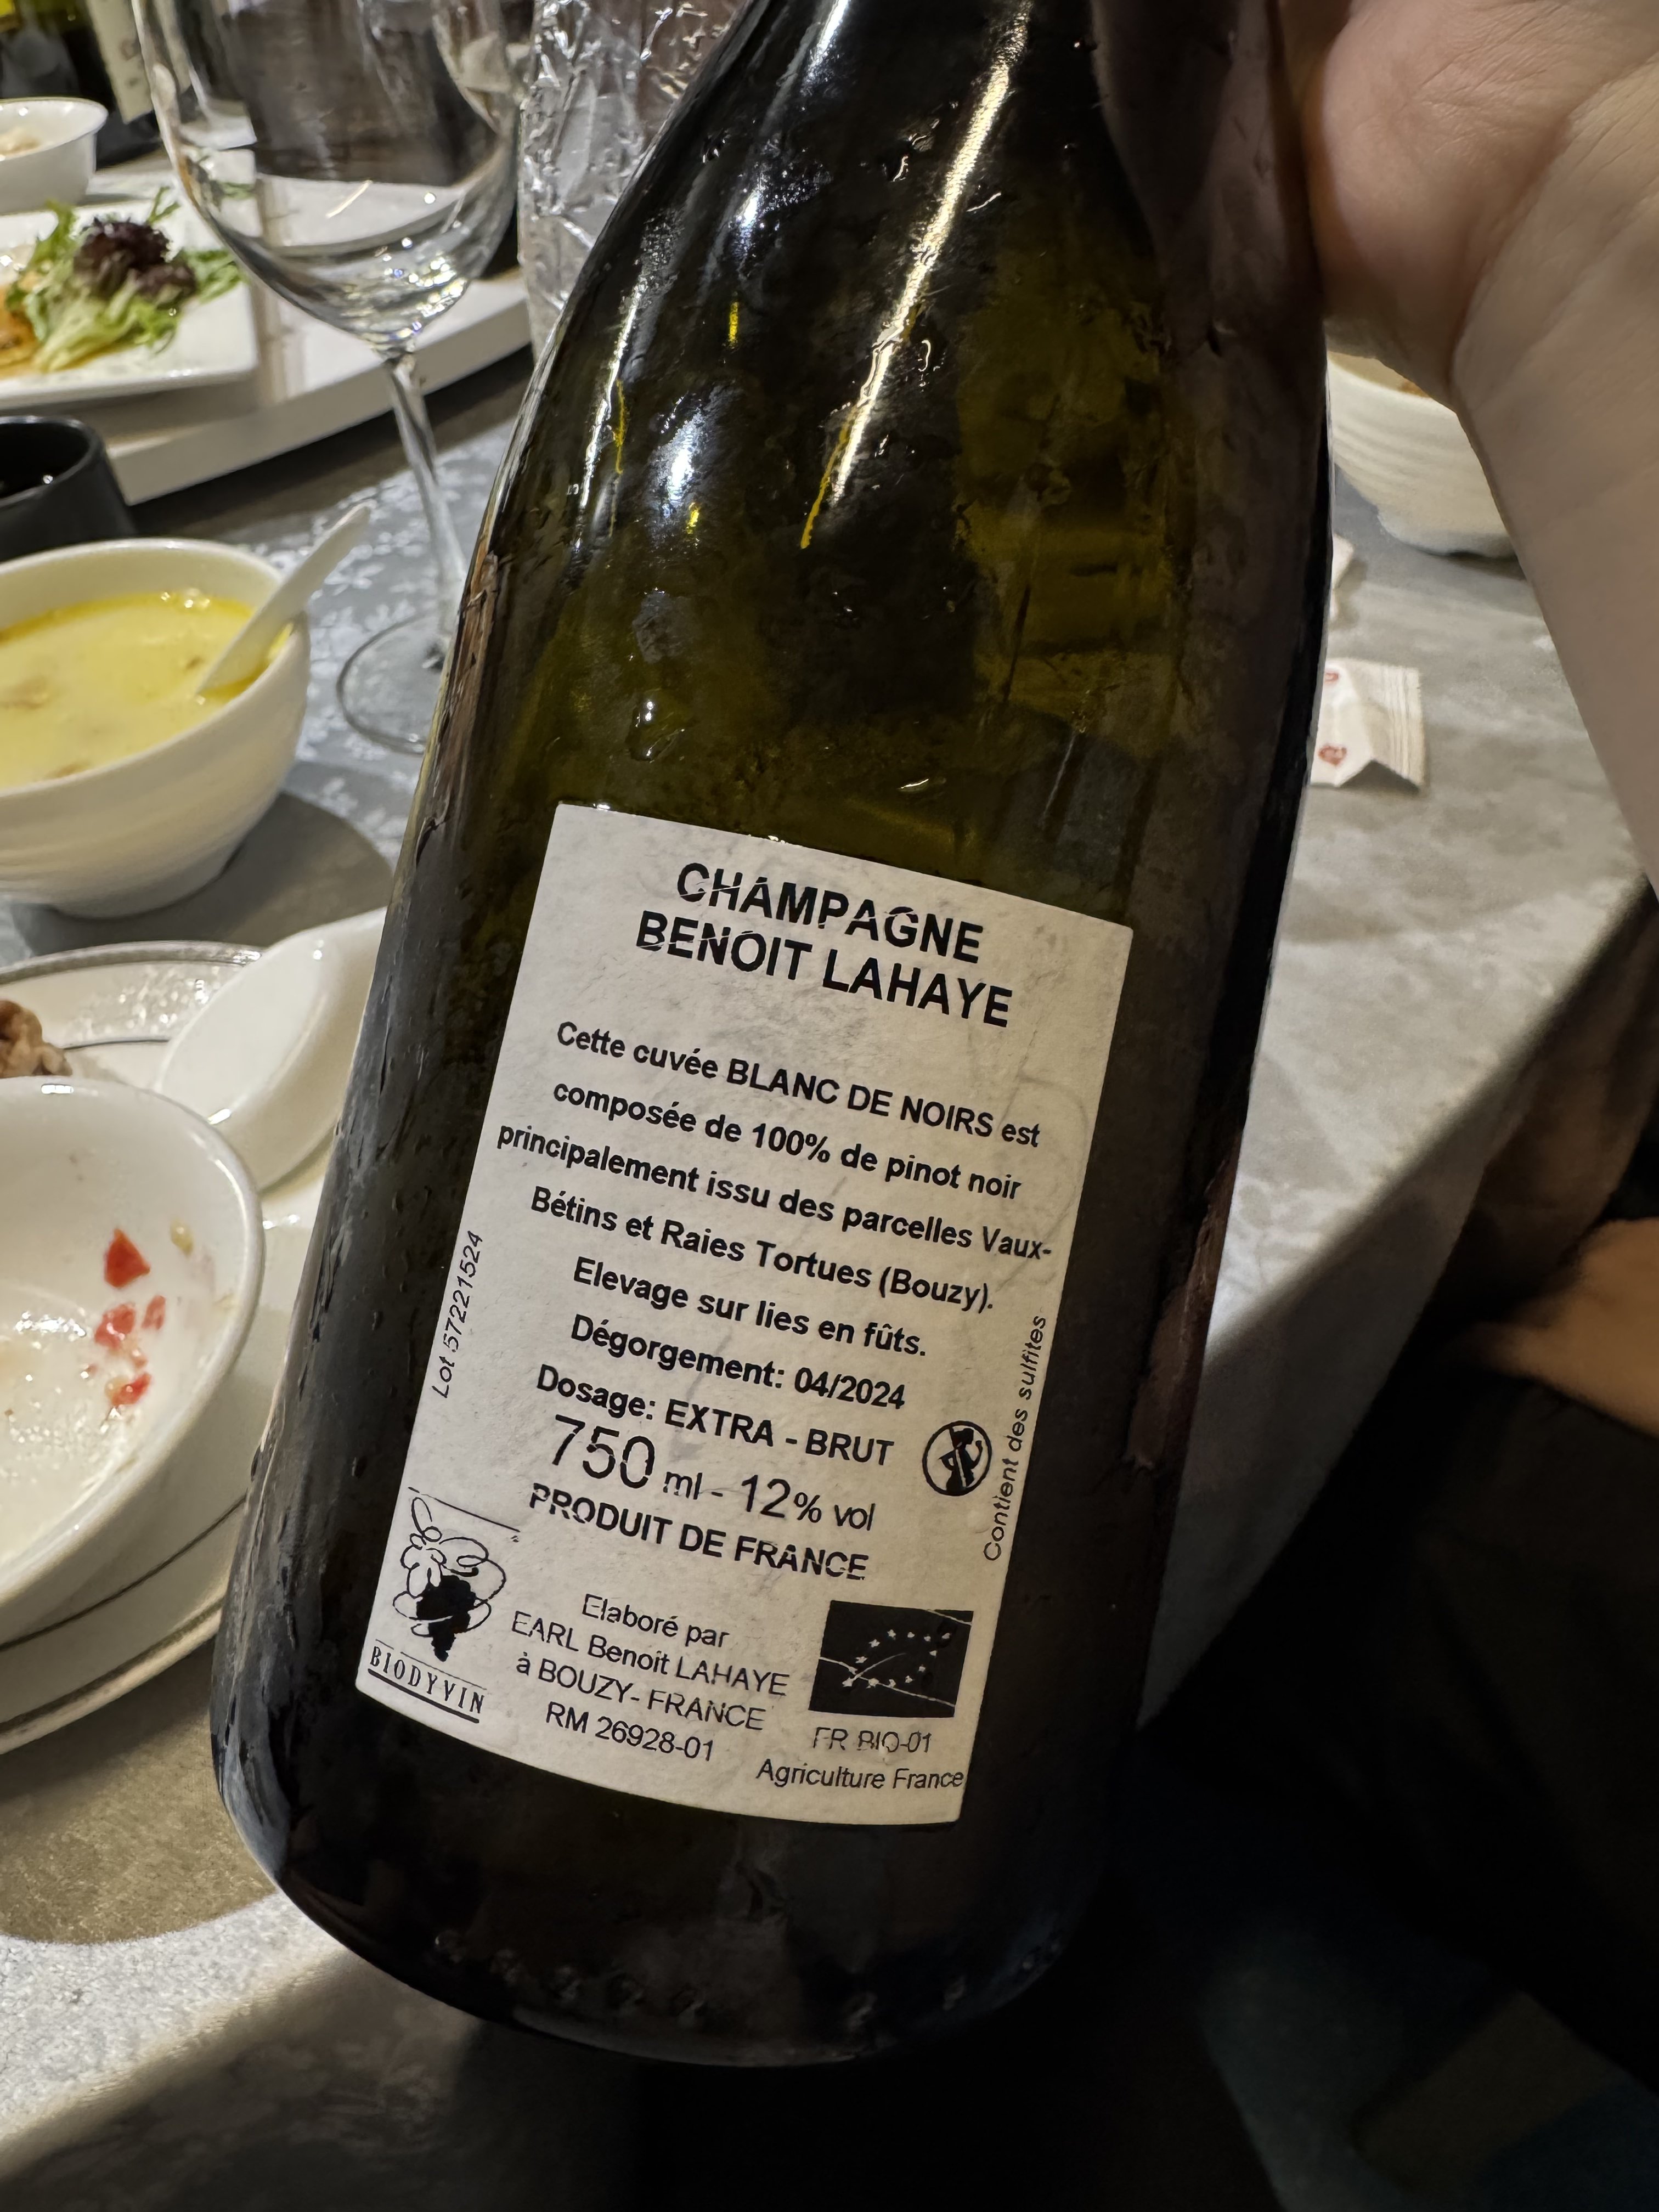 CHAMPAGNE
BENOIT LAHAYE
Cette cuvée BLANC DE NOIRS est
composée de 100% de pinot noir
principalement issu des parcelles Vaux-
Bétins et Raies Tortues (Bouzy).
Elevage sur lies en fûts.
Dégorgement: 04/2024
Dosage: EXTRA - BRUT
750 ml - 12% vol
PRODUIT DE FRANCE
Elaboré par
EARL Benoit LAHAYE
à BOUZY- FRANCE
RM 26928-01
BIODYVIN
FR BIO-01
Agriculture France
Lot 57221524
Contient des sulfites